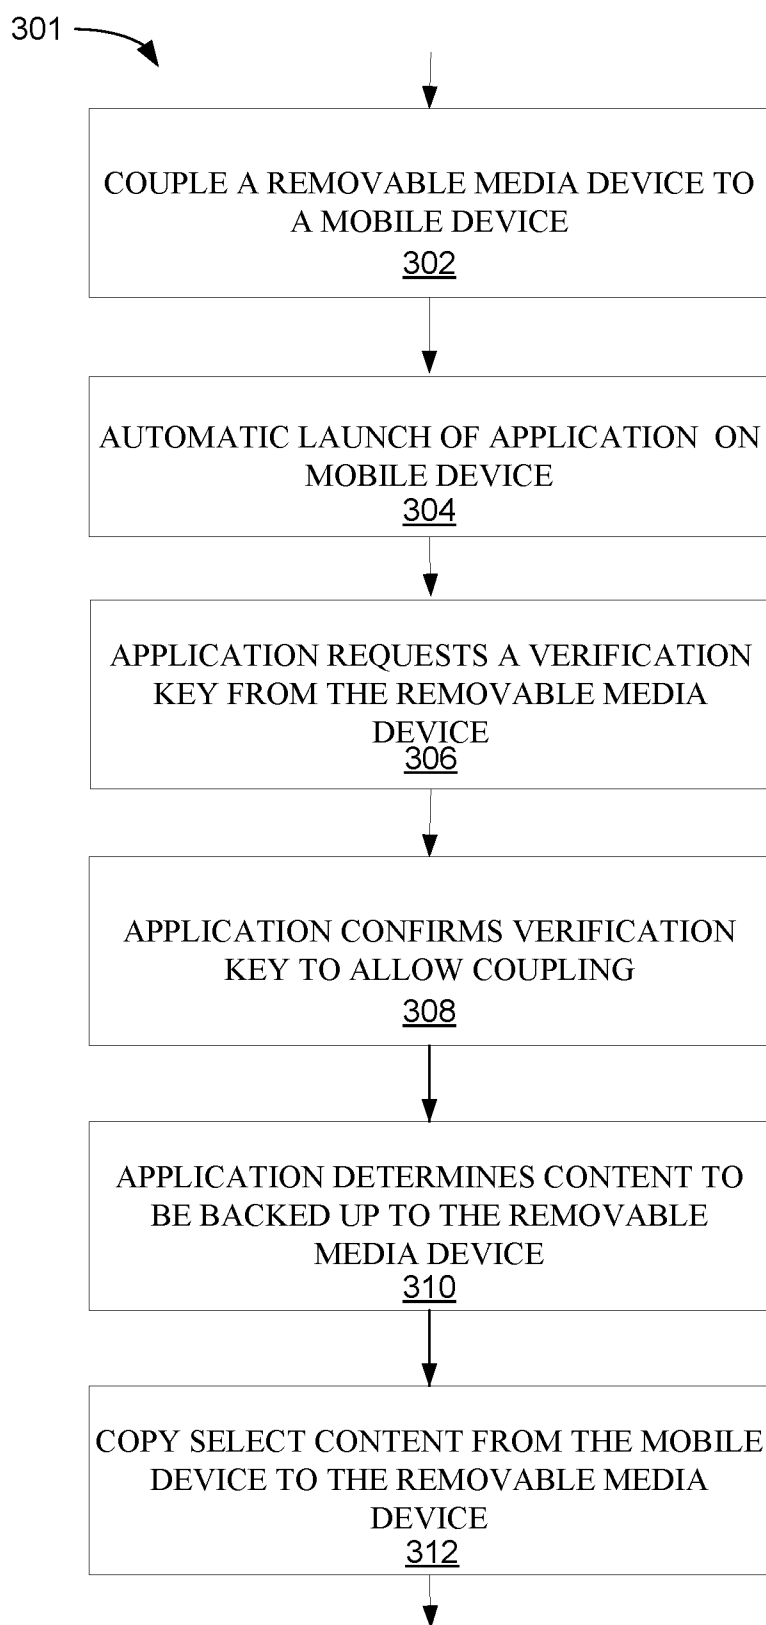 301
COUPLE A REMOVABLE MEDIA DEVICE TO
A MOBILE DEVICE
302
AUTOMATIC LAUNCH OF APPLICATION ON
MOBILE DEVICE
304
APPLICATION REQUESTS A VERIFICATION
KEY FROM THE REMOVABLE MEDIA
DEVICE
306
APPLICATION CONFIRMS VERIFICATION
KEY TO ALLOW COUPLING
308
APPLICATION DETERMINES CONTENT TO
BE BACKED UP TO THE REMOVABLE
MEDIA DEVICE
310
COPY SELECT CONTENT FROM THE MOBILE
DEVICE TO THE REMOVABLE MEDIA
DEVICE
312